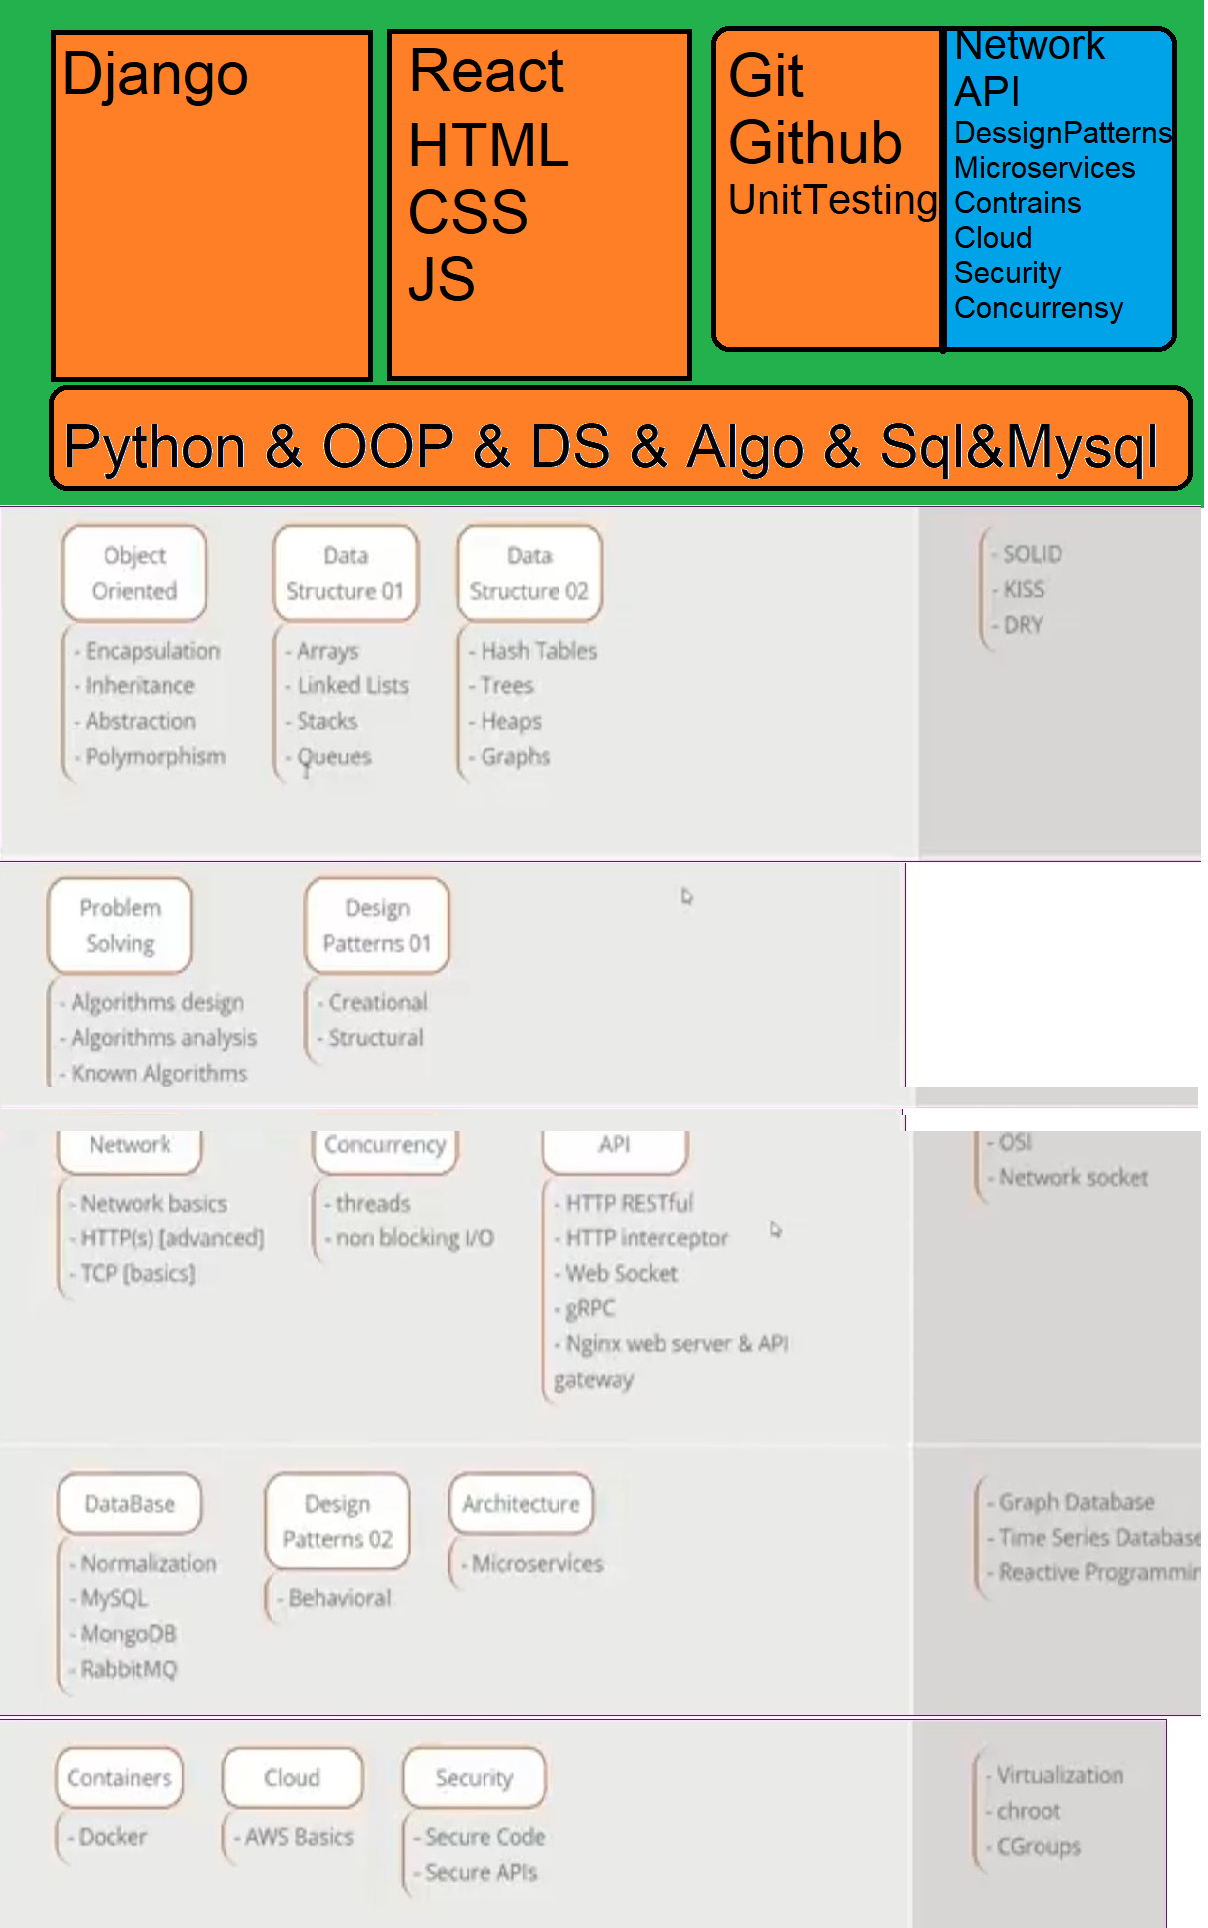 Django
React
HTML
CSS
JS
Git
Github
UnitTesting
Network
API
DessignPatterns
Microservices
Contrains
Cloud
Security
Concurrensy
Python & OOP & DS & Algo & Sql&Mysql
Object
Oriented
- Encapsulation
- Inheritance
- Abstraction
- Polymorphism
Data
Structure 01
- Arrays
- Linked Lists
- Stacks
- Queues
Data
Structure 02
- Hash Tables
- Trees
- Heaps
- Graphs
- SOLID
- KISS
- DRY
Problem
Solving
- Algorithms design
- Algorithms analysis
- Known Algorithms
Design
Patterns 01
- Creational
- Structural
Network
- Network basics
- HTTP(s) [advanced]
- TCP [basics]
Concurrency
- threads
- non blocking I/O
API
- HTTP RESTful
- HTTP interceptor
- Web Socket
- gRPC
- Nginx web server & API
gateway
- OSI
- Network socket
DataBase
- Normalization
- MySQL
- MongoDB
- RabbitMQ
Design
Patterns 02
- Behavioral
Architecture
- Microservices
- Graph Database
- Time Series Database
- Reactive Programmin
Containers
- Docker
Cloud
- AWS Basics
Security
- Secure Code
- Secure APIs
- Virtualization
- chroot
- CGroups